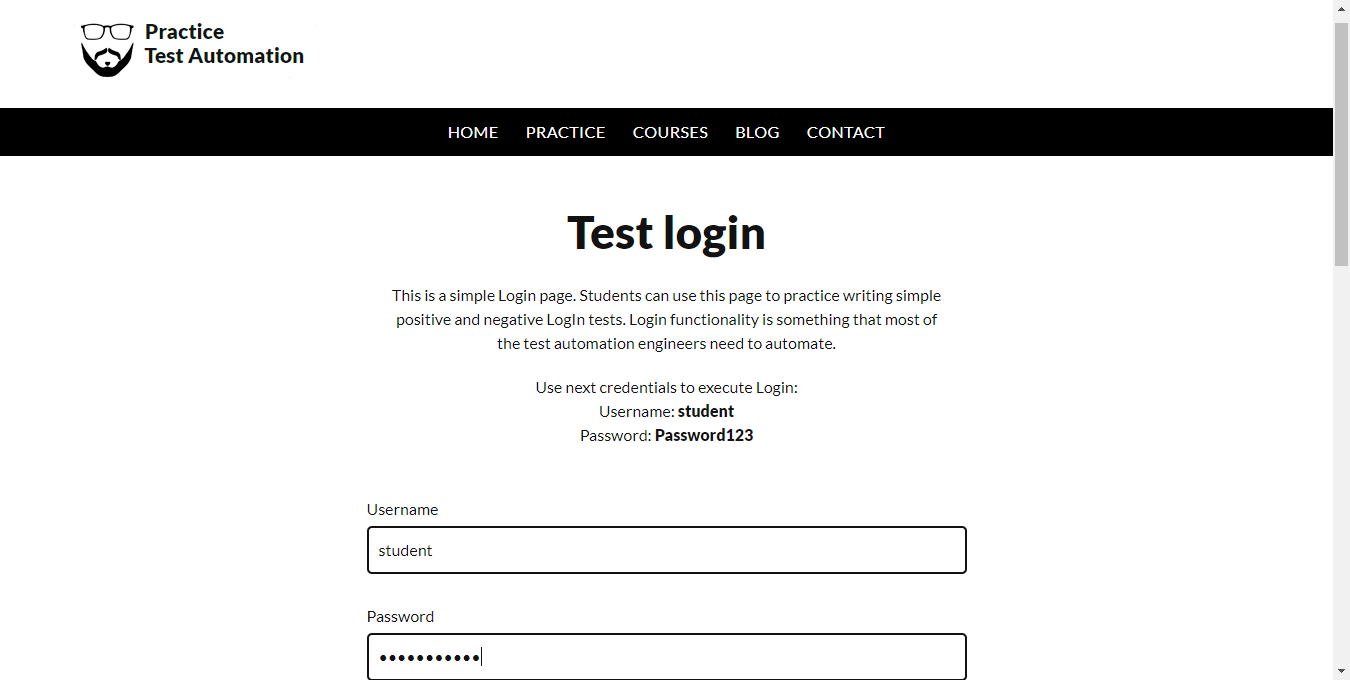 Practice
Test Automation
HOME PRACTICE COURSES BLOG CONTACT
Test login
This is a simple Login page. Students can use this page to practice writing simple
positive and negative LogIn tests. Login functionality is something that most of
the test automation engineers need to automate.
Use next credentials to execute Login:
Username: student
Password: Password123
Username
student
Password
•••••••••••